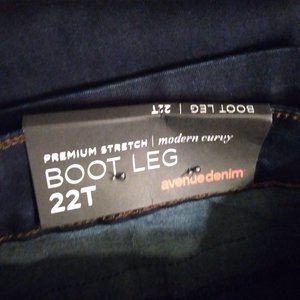 BOOT LEG | 22T
PREMIUM STRETCH | modern curvy
BOOT LEG
22T
avenuedenim